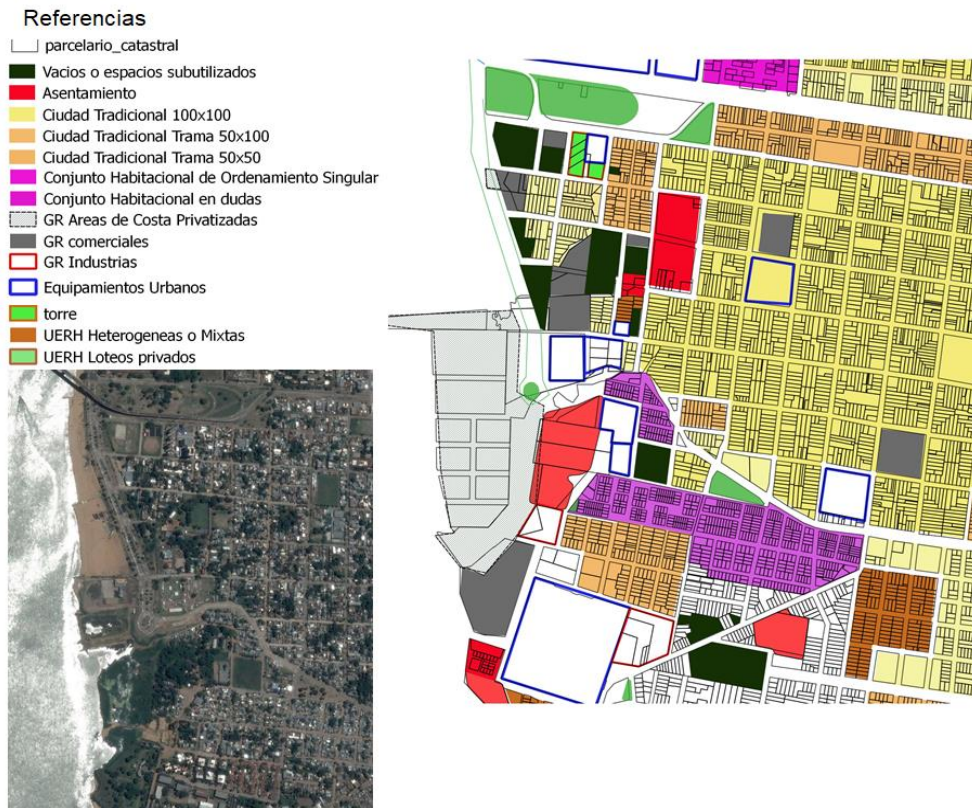 Referencias
parcelario_catastral
Vacios o espacios subutilizados
Asentamiento
Ciudad Tradicional 100x100
Ciudad Tradicional Trama 50x100
Ciudad Tradicional Trama 50x50
Conjunto Habitacional de Ordenamiento Singular
Conjunto Habitacional en dudas
GR Areas de Costa Privatizadas
GR comerciales
GR Industrias
Equipamientos Urbanos
torre
UERH Heterogeneas o Mixtas
UERH Loteos privados